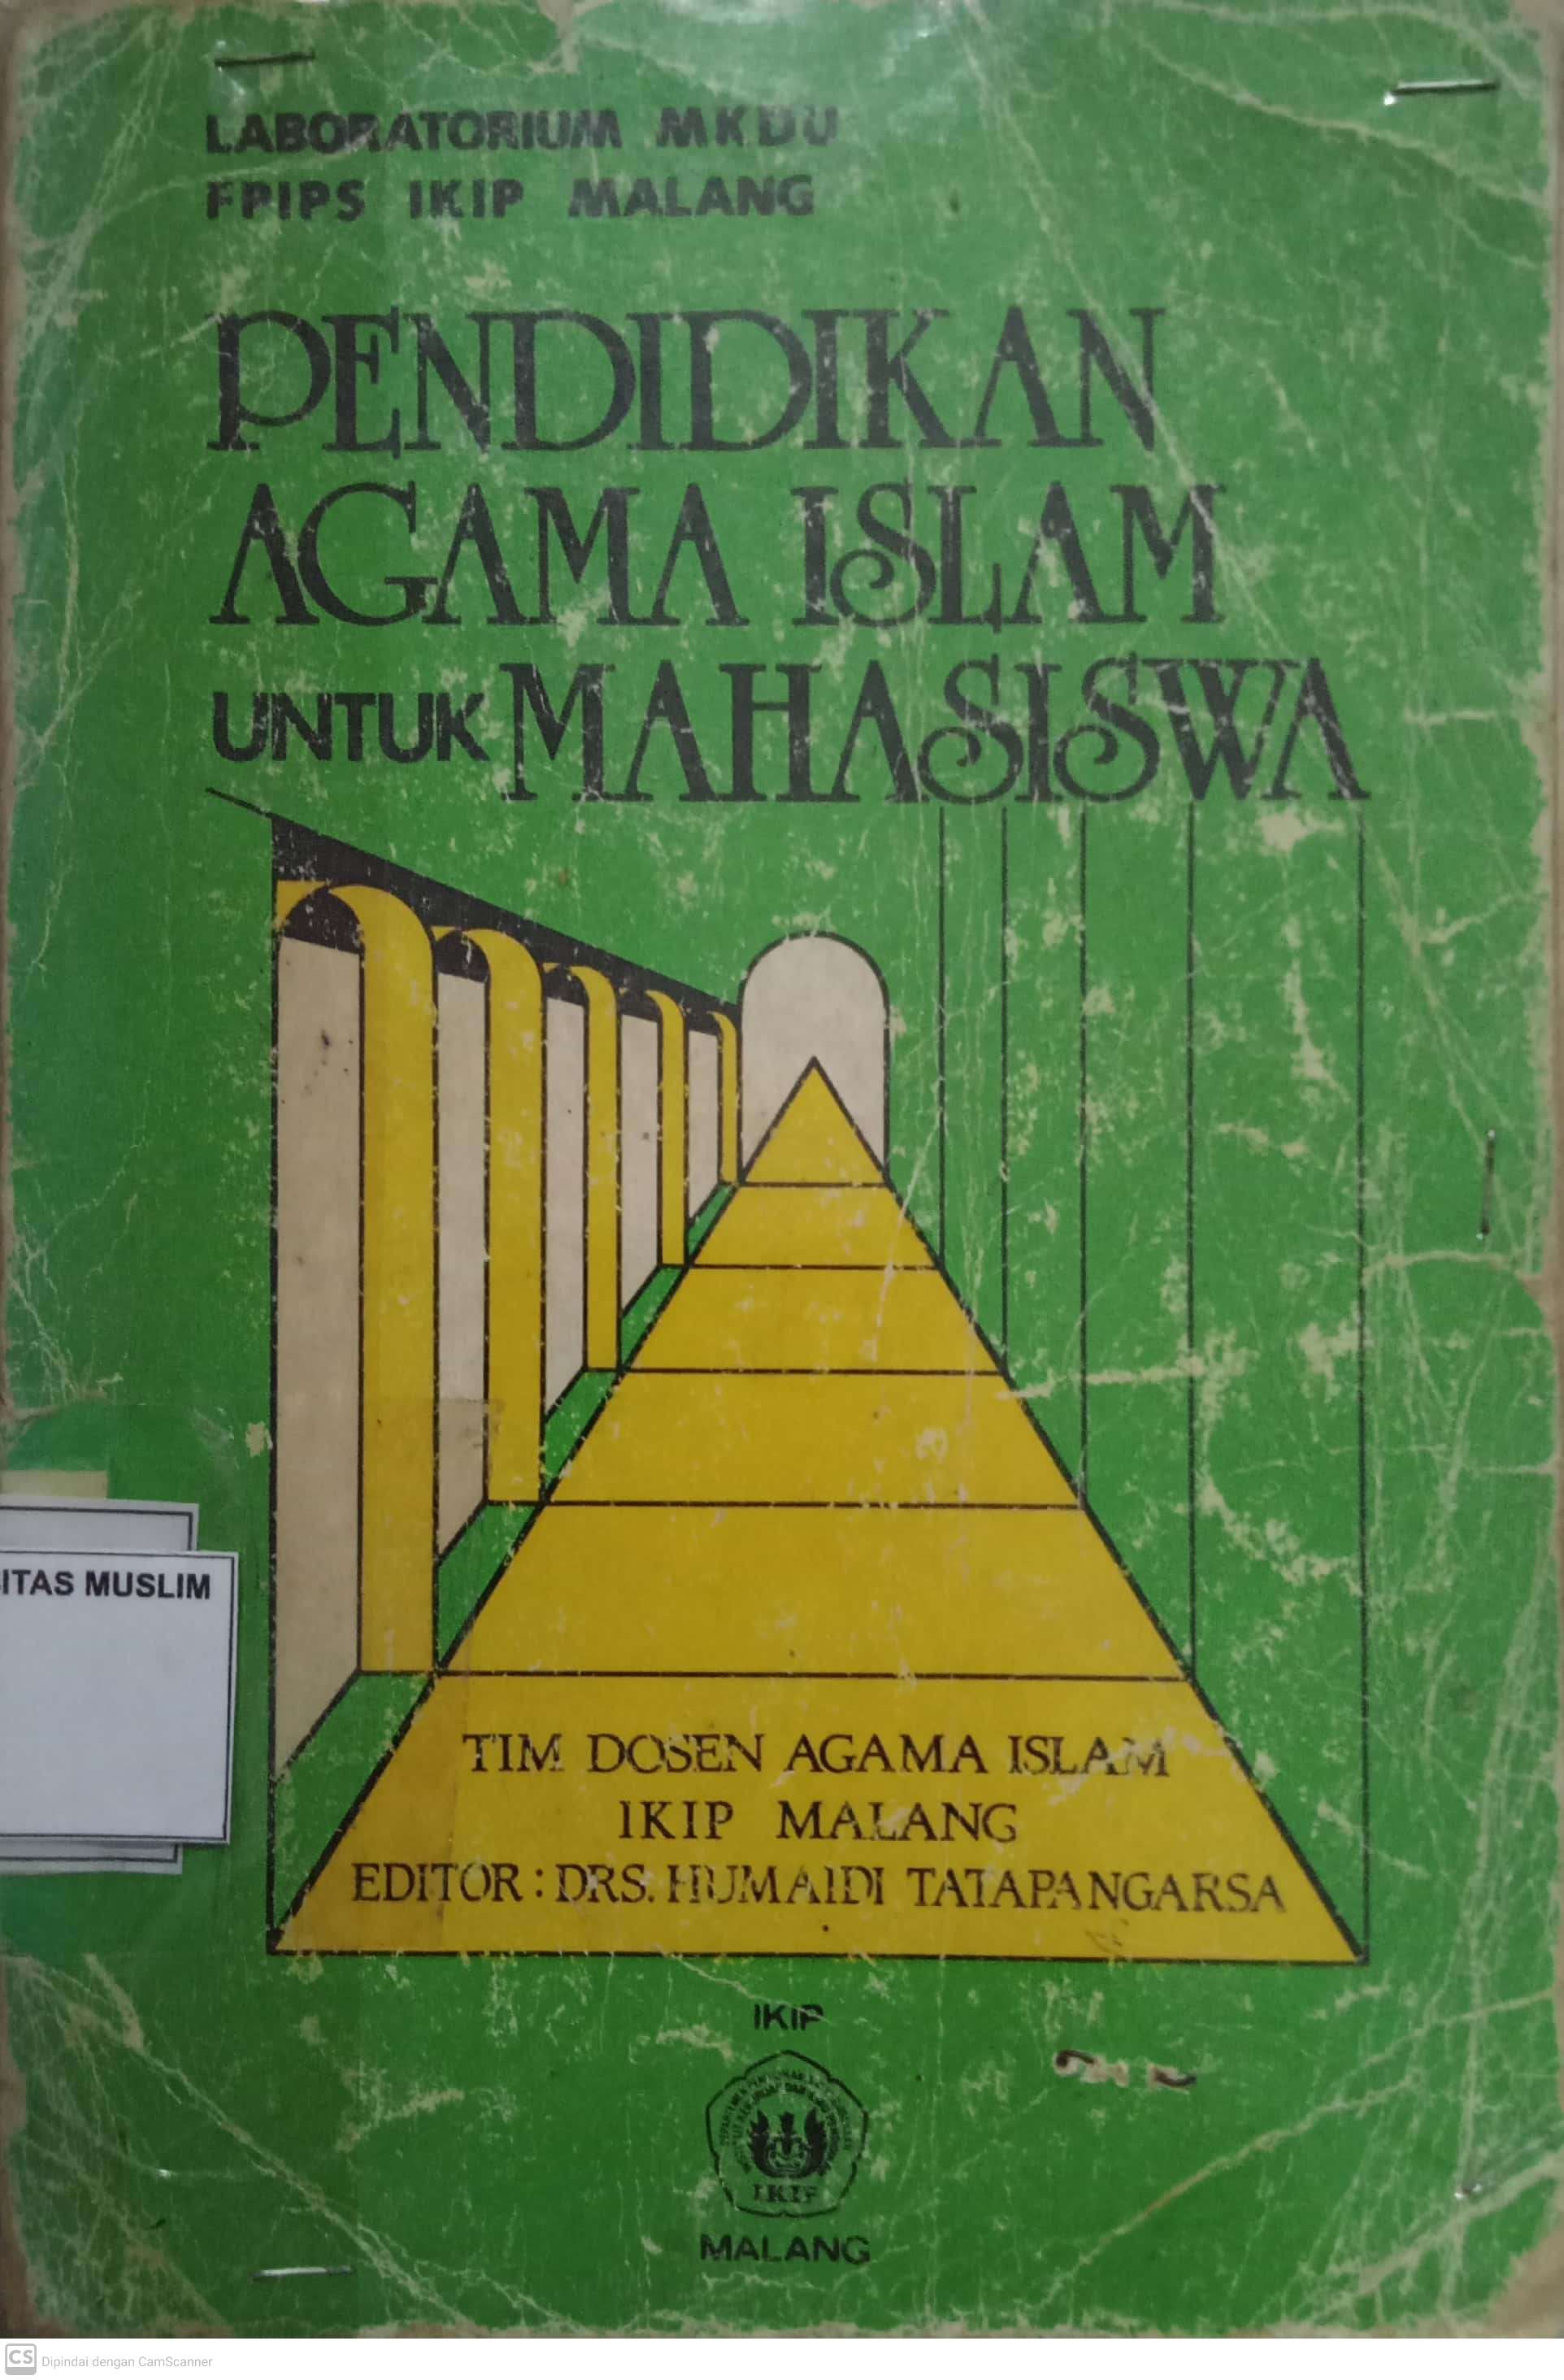 LABORATORIUM MKDU
FPIPS IKIP MALANG
PENDIDIKAN
AGAMA ISLAM
UNTUK MAHASISWA
ITAS MUSLIM
TIM DOSEN AGAMA ISLAM
IKIP MALANG
EDITOR : DRS. HUMAIDI TATAPANGARSA
IKIP
IKIP
MALANG
CS Dipindai dengan CamScanner